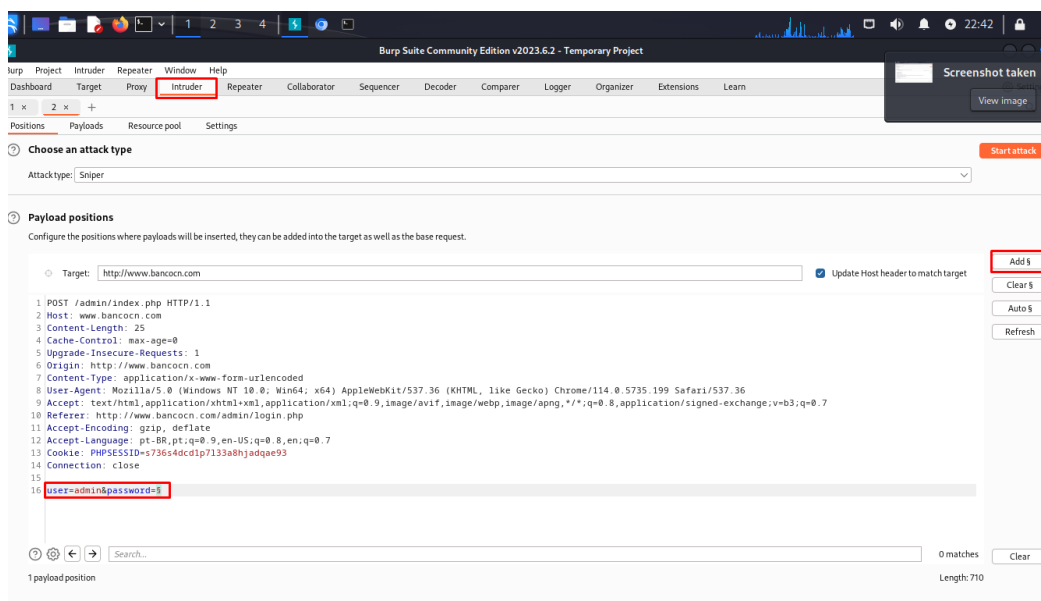 1 2 3 4 22:42
Burp Suite Community Edition v2023.6.2 - Temporary Project
Burp Project Intruder Repeater Window Help
Screenshot taken
View image
Dashboard Target Proxy Intruder Repeater Collaborator Sequencer Decoder Comparer Logger Organizer Extensions Learn
1 × 2 × +
Positions Payloads Resource pool Settings
Choose an attack type
Start attack
Attack type: Sniper
Payload positions
Configure the positions where payloads will be inserted, they can be added into the target as well as the base request.
Target: http://www.bancocn.com Update Host header to match target
Add §
Clear §
Auto §
Refresh
1 POST /admin/index.php HTTP/1.1
2 Host: www.bancocn.com
3 Content-Length: 25
4 Cache-Control: max-age=0
5 Upgrade-Insecure-Requests: 1
6 Origin: http://www.bancocn.com
7 Content-Type: application/x-www-form-urlencoded
8 User-Agent: Mozilla/5.0 (Windows NT 10.0; Win64; x64) AppleWebKit/537.36 (KHTML, like Gecko) Chrome/114.0.5735.199 Safari/537.36
9 Accept: text/html,application/xhtml+xml,application/xml;q=0.9,image/avif,image/webp,image/apng,*/*;q=0.8,application/signed-exchange;v=b3;q=0.7
10 Referer: http://www.bancocn.com/admin/login.php
11 Accept-Encoding: gzip, deflate
12 Accept-Language: pt-BR,pt;q=0.9,en-US;q=0.8,en;q=0.7
13 Cookie: PHPSESSID=s736s4dcd1p7l33a8hjadqae93
14 Connection: close
15
16 user=admin&password=§
Search... 0 matches Clear
1 payload position Length: 710